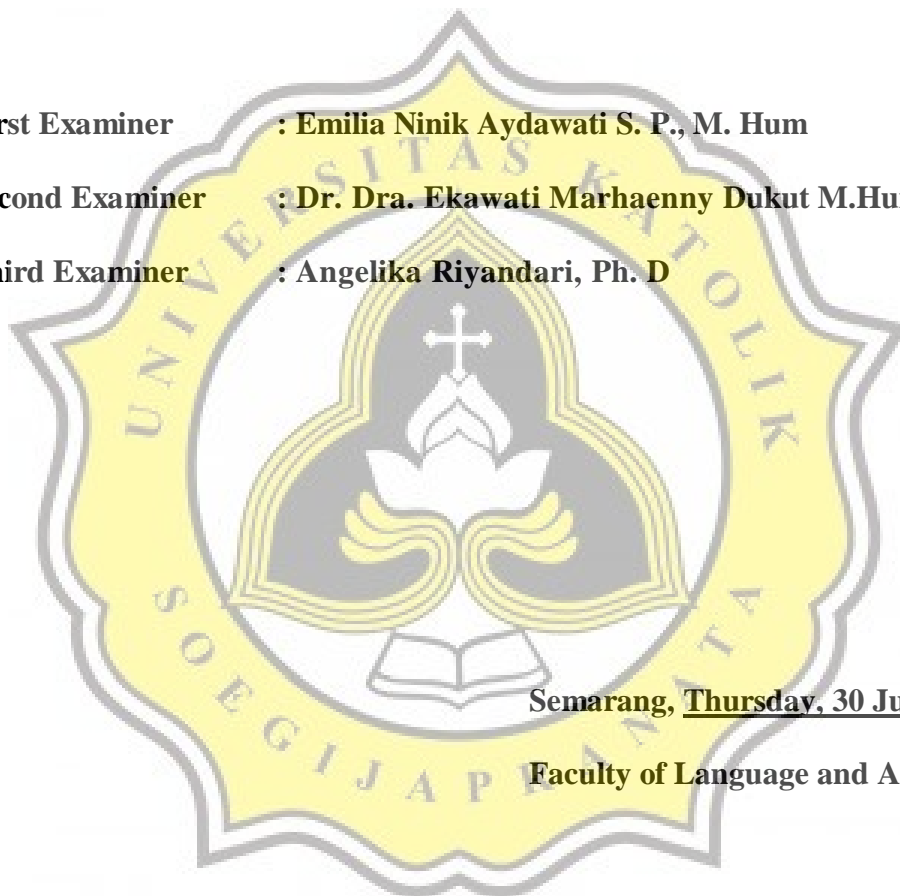 rst Examiner : Emilia Ninik Aydawati S. P., M. Hum
cond Examiner : Dr. Dra. Ekawati Marhaenny Dukut M.Hu
ird Examiner : Angelika Riyandari, Ph. D
UNIVERSITAS KATOLIK
SOEGIJAPRANATA
Semarang, Thursday, 30 Ju
Faculty of Language and A